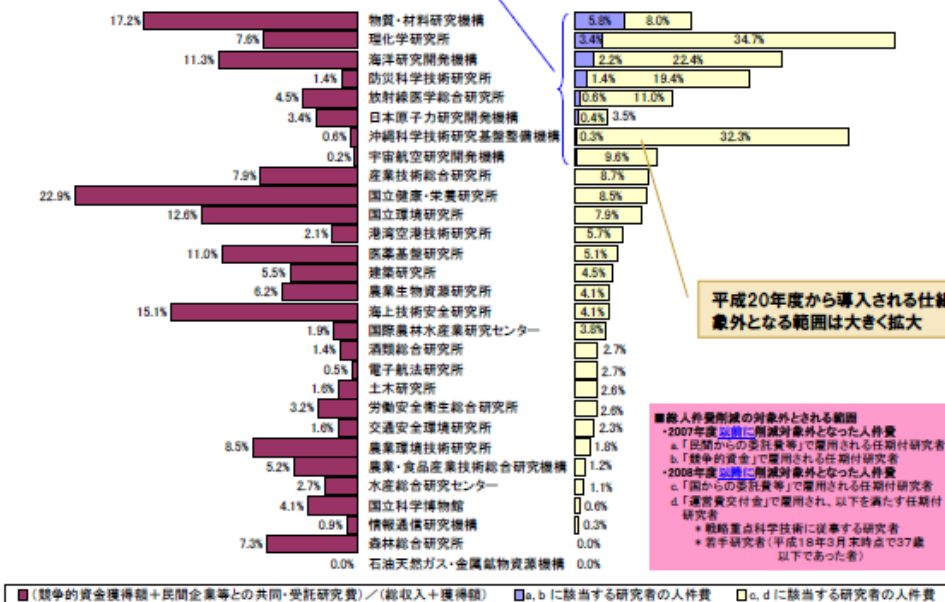 17.2% 物質・材料研究機構 5.8% 8.0%
7.6% 理化学研究所 3.4% 34.7%
11.3% 海洋研究開発機構 2.2% 22.4%
1.4% 防災科学技術研究所 1.4% 19.4%
4.5% 放射線医学総合研究所 0.6% 11.0%
3.4% 日本原子力研究開発機構 0.4% 3.5%
0.6% 沖縄科学技術研究基盤整備機構 0.3% 32.3%
0.2% 宇宙航空研究開発機構 9.6%
7.9% 産業技術総合研究所 8.7%
22.9% 国立健康・栄養研究所 8.5%
12.6% 国立環境研究所 7.9%
2.1% 港湾空港技術研究所 5.7%
11.0% 医薬基盤研究所 5.1%
5.5% 建築研究所 4.5%
6.2% 農業生物資源研究所 4.1%
15.1% 海上技術安全研究所 4.1%
1.9% 国際農林水産業研究センター 3.8%
1.4% 酒類総合研究所 2.7%
0.5% 電子航法研究所 2.7%
1.6% 土木研究所 2.6%
3.2% 労働安全衛生総合研究所 2.6%
1.6% 交通安全環境研究所 2.3%
8.5% 農業環境技術研究所 1.8%
5.2% 農業・食品産業技術総合研究機構 1.2%
2.7% 水産総合研究センター 1.1%
4.1% 国立科学博物館 0.6%
0.9% 情報通信研究機構 0.3%
7.3% 森林総合研究所 0.0%
0.0% 石油天然ガス・金属鉱物資源機構 0.0%
平成20年度から導入される仕組
象外となる範囲は大きく拡大
■総人件費削減の対象外とされる範囲
・2007年度以前に削減対象外となった人件費
a.「民間からの委託費等」で雇用される任期付研究者
b.「競争的資金」で雇用される任期付研究者
・2008年度以降に削減対象外となった人件費
c.「国からの委託費等」で雇用される任期付研究者
d.「運営費交付金」で雇用され、以下を満たす任期付
研究者
* 戦略重点科学技術に従事する研究者
* 若手研究者(平成18年3月末時点で37歳
以下であった者)
(競争的資金獲得額+民間企業等との共同・受託研究費)/(総収入+獲得額) a,bに該当する研究者の人件費 c,dに該当する研究者の人件費